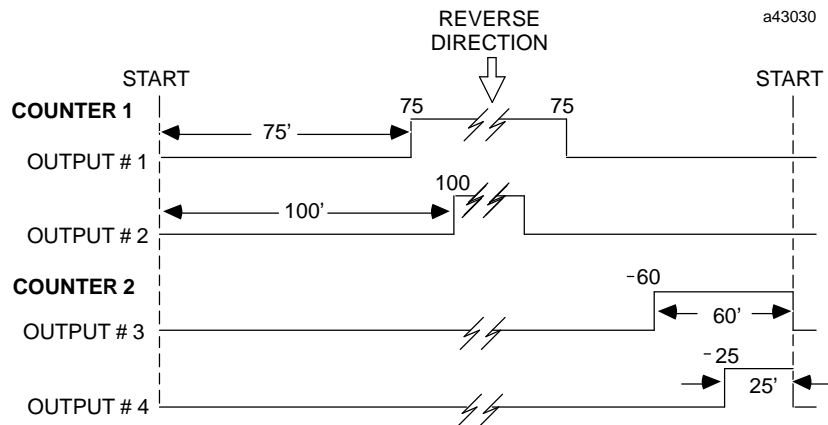 a43030
REVERSE
DIRECTION
START
START
COUNTER 1
75
75
75'
OUTPUT # 1
100
100'
OUTPUT # 2
COUNTER 2
-60
60'
OUTPUT # 3
-25
25'
OUTPUT # 4